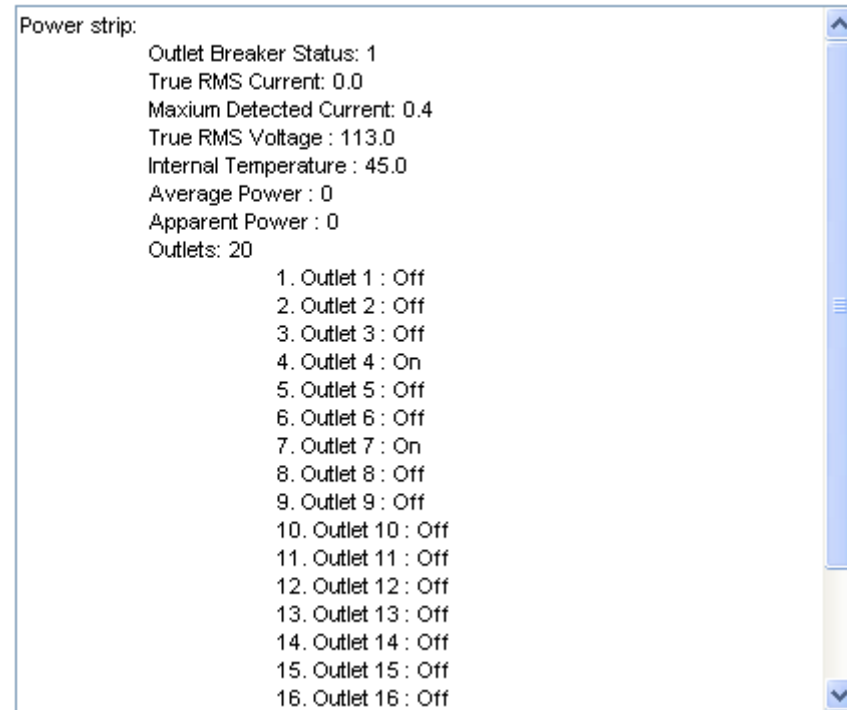 Power strip:
Outlet Breaker Status: 1
True RMS Current: 0.0
Maxium Detected Current: 0.4
True RMS Voltage : 113.0
Internal Temperature : 45.0
Average Power : 0
Apparent Power : 0
Outlets: 20
1. Outlet 1 : Off
2. Outlet 2 : Off
3. Outlet 3 : Off
4. Outlet 4 : On
5. Outlet 5 : Off
6. Outlet 6 : Off
7. Outlet 7 : On
8. Outlet 8 : Off
9. Outlet 9 : Off
10. Outlet 10 : Off
11. Outlet 11 : Off
12. Outlet 12 : Off
13. Outlet 13 : Off
14. Outlet 14 : Off
15. Outlet 15 : Off
16. Outlet 16 : Off